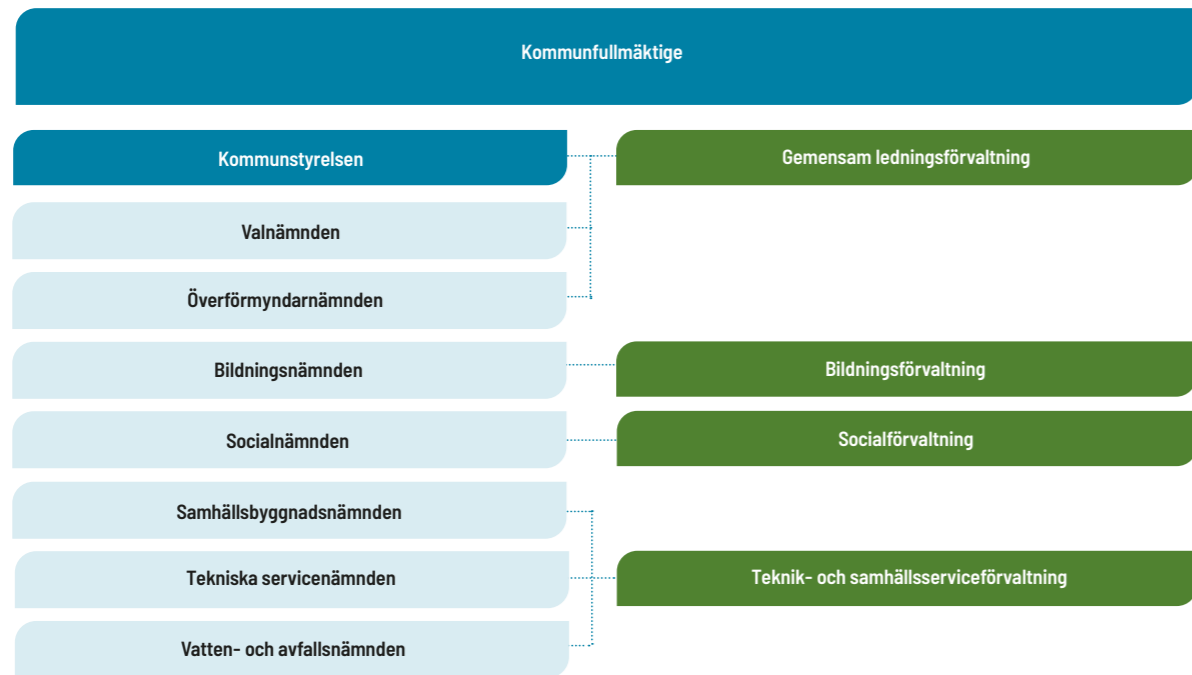 Kommunfullmäktige
Kommunstyrelsen
Gemensam ledningsförvaltning
Valnämnden
Överförmyndarnämnden
Bildningsnämnden
Bildningsförvaltning
Socialnämnden
Socialförvaltning
Samhällsbyggnadsnämnden
Tekniska servicenämnden
Teknik- och samhällsserviceförvaltning
Vatten- och avfallsnämnden